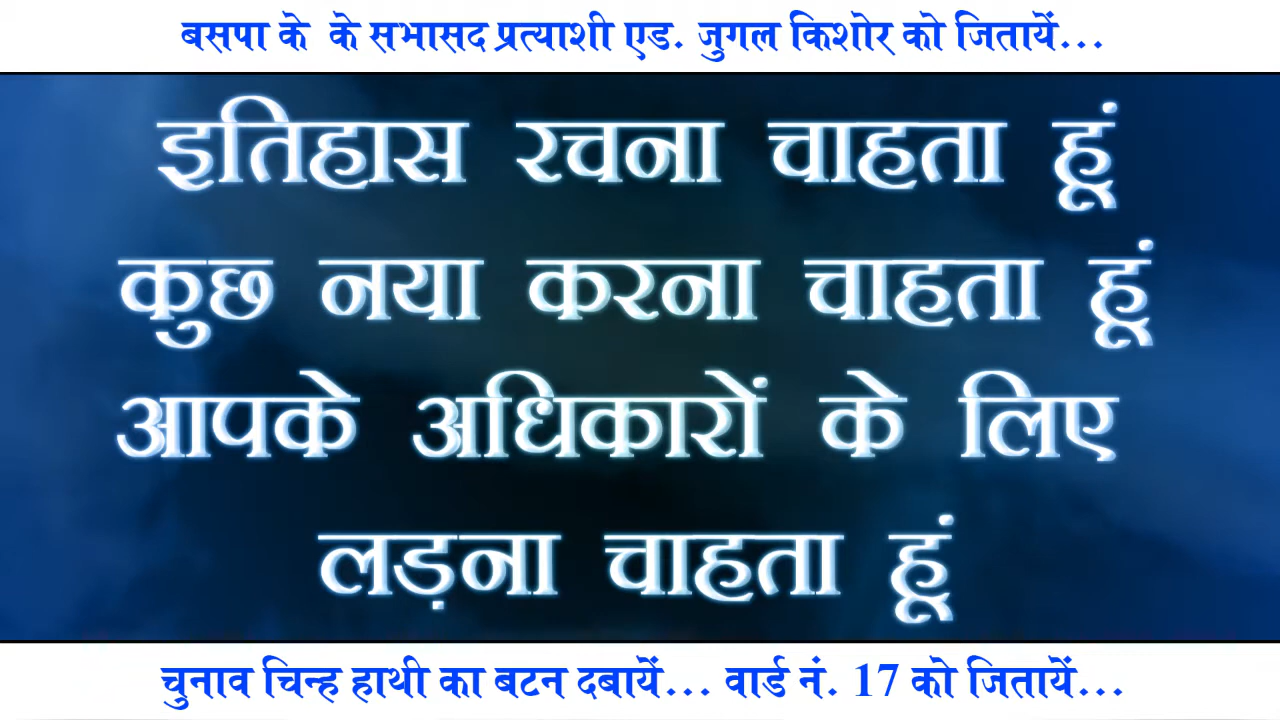 बसपा के के सभासद प्रत्याशी एड. जुगल किशोर को जितायें...
इतिहास रचना चाहता हूं
कुछ नया करना चाहता हूं
आपके अधिकारों के लिए
लड़ना चाहता हूं
चुनाव चिन्ह हाथी का बटन दबायें... वार्ड नं. 17 को जितायें...